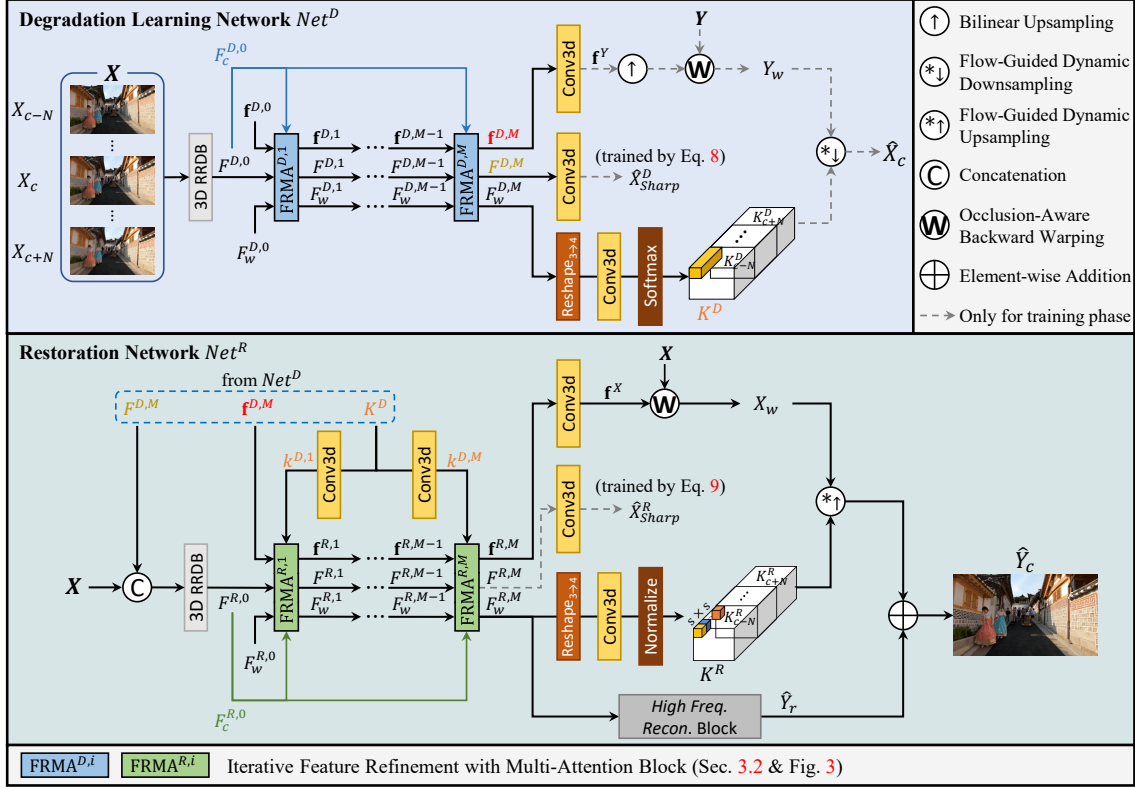 Degradation Learning Network Net^D
X
X_{c−N}
⋮
X_c
⋮
X_{c+N}
3D RRDB
F_c^{D,0}
f^{D,0}
F^{D,0}
F_w^{D,0}
FRMA^{D,1}
f^{D,1} ⋯ f^{D,M−1}
F^{D,1} ⋯ F^{D,M−1}
F_w^{D,1} ⋯ F_w^{D,M−1}
FRMA^{D,M}
f^{D,M}
F^{D,M}
F_w^{D,M}
Conv3d
f^Y
↑
Y
W
Y_w
Conv3d
(trained by Eq. 8)
X̂_{Sharp}^D
Reshape_{3→4}
Conv3d
Softmax
K_{c+N}^D
⋯
K_{c−N}^D
K^D
*↓
X̂_c
↑ Bilinear Upsampling
*↓ Flow-Guided Dynamic
Downsampling
*↑ Flow-Guided Dynamic
Upsampling
C Concatenation
W Occlusion-Aware
Backward Warping
Element-wise Addition
Only for training phase
Restoration Network Net^R
from Net^D
F^{D,M} f^{D,M} K^D
k^{D,1}
Conv3d
Conv3d
k^{D,M}
X
C
3D RRDB
F^{R,0}
F_w^{R,0}
F_c^{R,0}
FRMA^{R,1}
f^{R,1} ⋯ f^{R,M−1}
F^{R,1} ⋯ F^{R,M−1}
F_w^{R,1} ⋯ F_w^{R,M−1}
FRMA^{R,M}
f^{R,M}
F^{R,M}
F_w^{R,M}
Conv3d
f^X
X
W
X_w
Conv3d
(trained by Eq. 9)
X̂_{Sharp}^R
Reshape_{3→4}
Conv3d
Normalize
s × s
K_{c+N}^R
⋯
K_{c−N}^R
K^R
*↑
High Freq.
Recon. Block
Ŷ_r
Ŷ_c
FRMA^{D,i} FRMA^{R,i} Iterative Feature Refinement with Multi-Attention Block (Sec. 3.2 & Fig. 3)